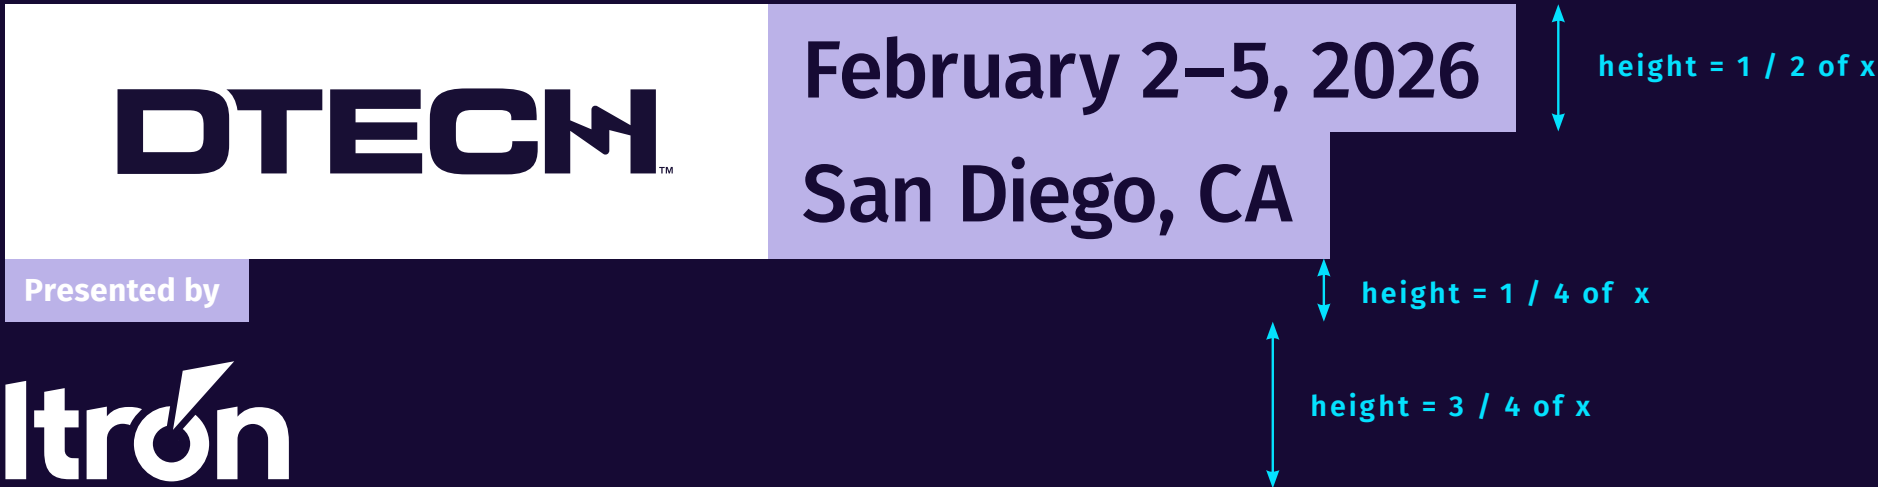 DTECH™
February 2–5, 2026
San Diego, CA
height = 1 / 2 of x
Presented by
height = 1 / 4 of x
Itron
height = 3 / 4 of x